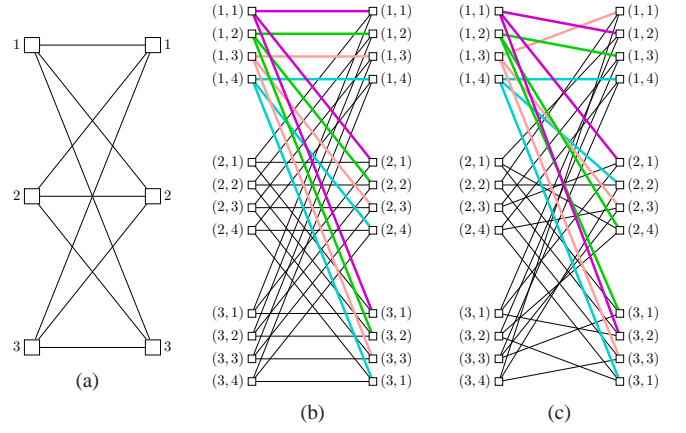 (1, 1) (1, 1) (1, 1) (1, 1)
(1, 2) (1, 2) (1, 2) (1, 2)
1 1 (1, 3) (1, 3) (1, 3) (1, 3)
(1, 4) (1, 4) (1, 4) (1, 4)
(2, 1) (2, 1) (2, 1) (2, 1)
(2, 2) (2, 2) (2, 2) (2, 2)
2 2 (2, 3) (2, 3) (2, 3) (2, 3)
(2, 4) (2, 4) (2, 4) (2, 4)
(3, 1) (3, 1) (3, 1) (3, 1)
(3, 2) (3, 2) (3, 2) (3, 2)
3 3 (3, 3) (3, 3) (3, 3) (3, 3)
(3, 4) (3, 1) (3, 4) (3, 1)
(a) (b) (c)